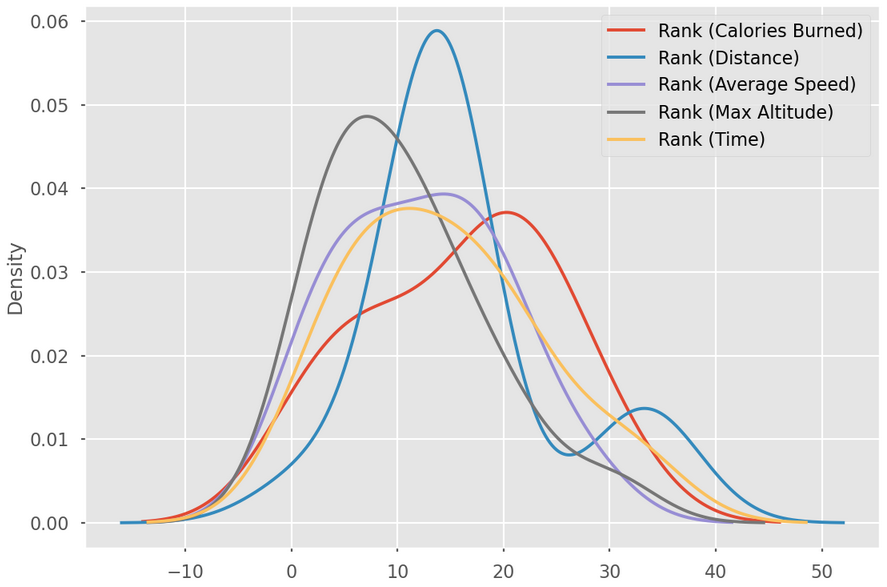 0.06
0.05
0.04
0.03
0.02
0.01
0.00
Density
Rank (Calories Burned)
Rank (Distance)
Rank (Average Speed)
Rank (Max Altitude)
Rank (Time)
−10
0
10
20
30
40
50